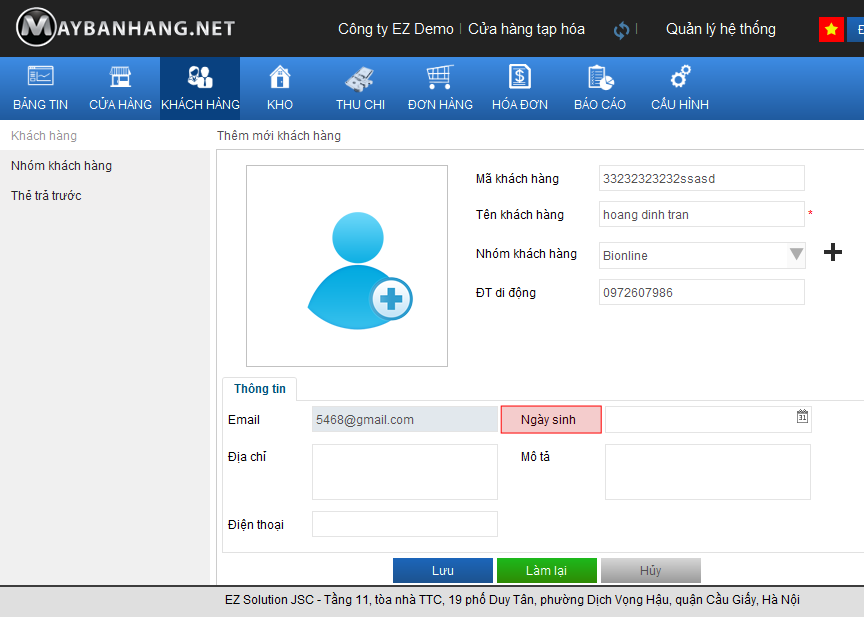 MAYBANHANG.NET
Công ty EZ Demo | Cửa hàng tạp hóa | Quản lý hệ thống
BẢNG TIN CỬA HÀNG KHÁCH HÀNG KHO THU CHI ĐƠN HÀNG HÓA ĐƠN BÁO CÁO CẤU HÌNH
Khách hàng
Nhóm khách hàng
Thẻ trả trước
Thêm mới khách hàng
Mã khách hàng 33232323232ssasd
Tên khách hàng hoang dinh tran *
Nhóm khách hàng Bionline
ĐT di động 0972607986
Thông tin
Email 5468@gmail.com Ngày sinh 31
Địa chỉ Mô tả
Điện thoại
Lưu Làm lại Hủy
EZ Solution JSC - Tầng 11, tòa nhà TTC, 19 phố Duy Tân, phường Dịch Vọng Hậu, quận Cầu Giấy, Hà Nội